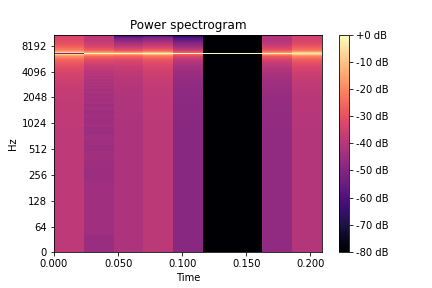 Power spectrogram
8192
4096
2048
1024
512
256
128
64
0
Hz
0.000 0.050 0.100 0.150 0.200
Time
+0 dB
-10 dB
-20 dB
-30 dB
-40 dB
-50 dB
-60 dB
-70 dB
-80 dB